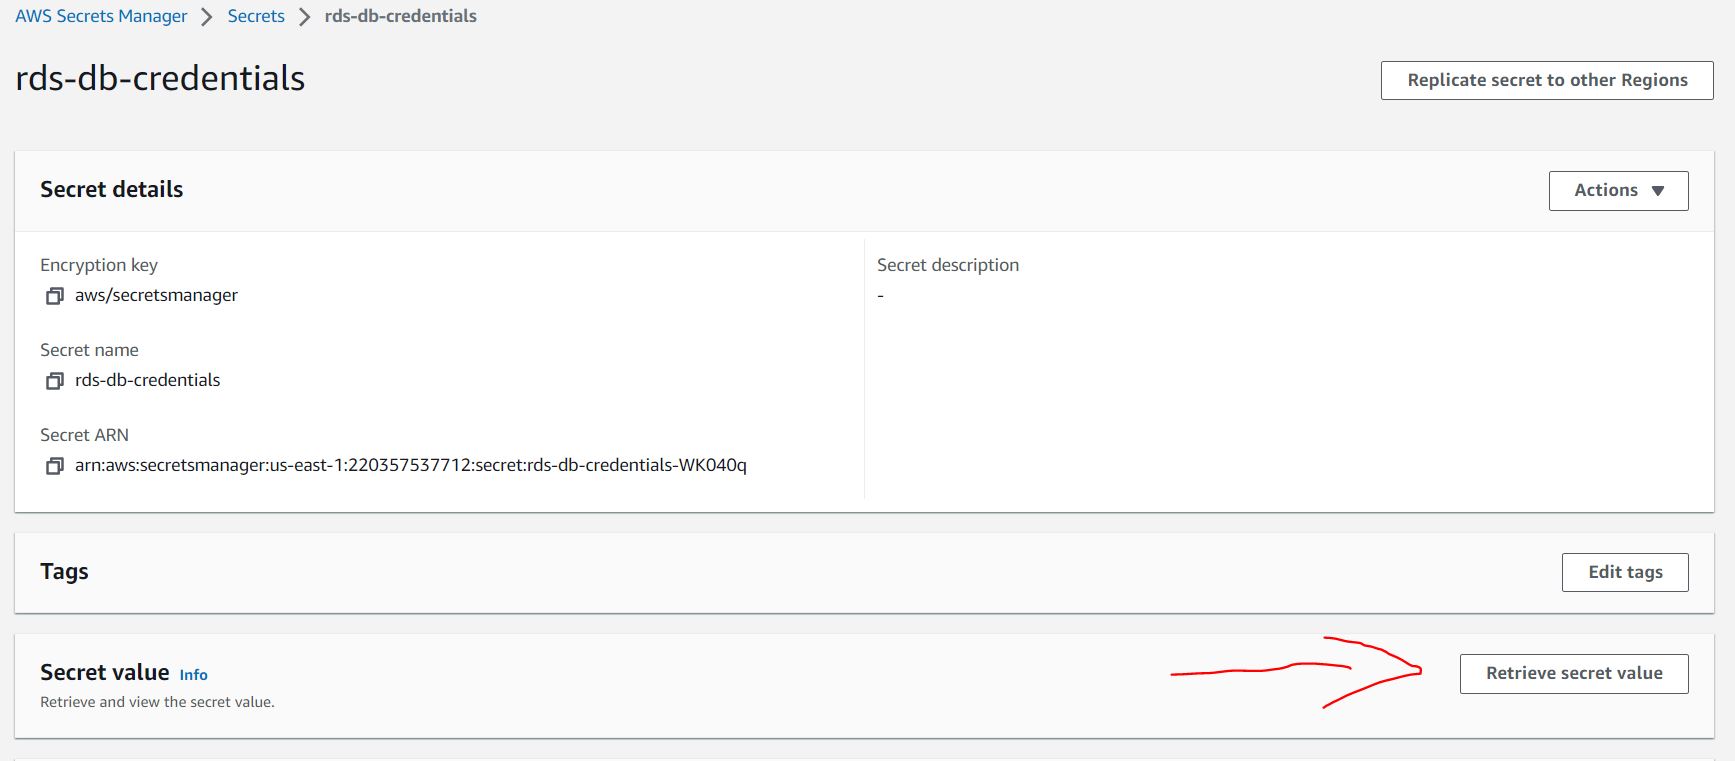 AWS Secrets Manager > Secrets > rds-db-credentials
rds-db-credentials
Replicate secret to other Regions
Secret details
Actions
Encryption key
aws/secretsmanager
Secret description
-
Secret name
rds-db-credentials
Secret ARN
arn:aws:secretsmanager:us-east-1:220357537712:secret:rds-db-credentials-WK040q
Tags
Edit tags
Secret value Info
Retrieve and view the secret value.
Retrieve secret value